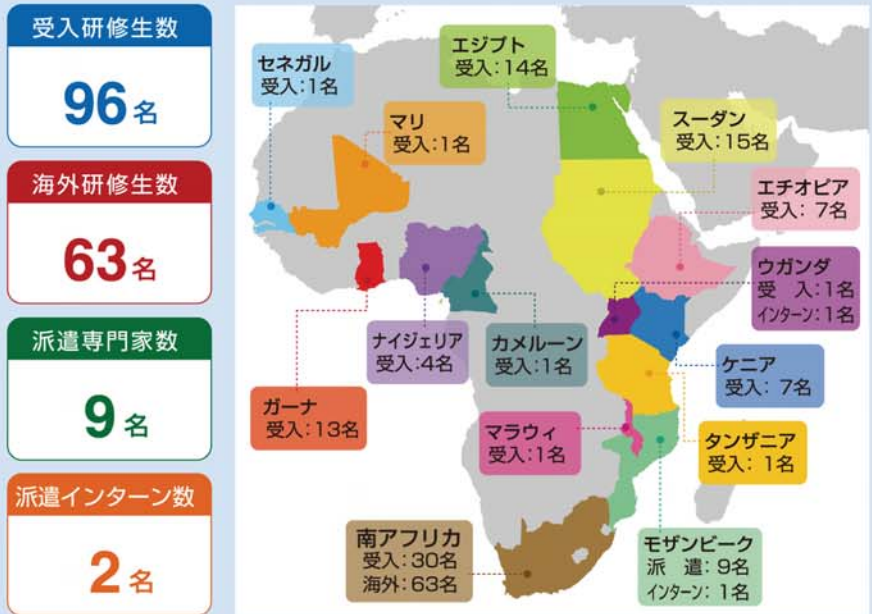 受入研修生数
96名
海外研修生数
63名
派遣専門家数
9名
派遣インターン数
2名
セネガル
受入:1名
マリ
受入:1名
エジプト
受入:14名
スーダン
受入:15名
エチオピア
受入: 7名
ウガンダ
受 入:1名
インターン:1名
ケニア
受入: 7名
ナイジェリア
受入:4名
カメルーン
受入:1名
ガーナ
受入:13名
マラウィ
受入:1名
タンザニア
受入: 1名
南アフリカ
受入:30名
海外:63名
モザンビーク
派 遣: 9名
インターン: 1名